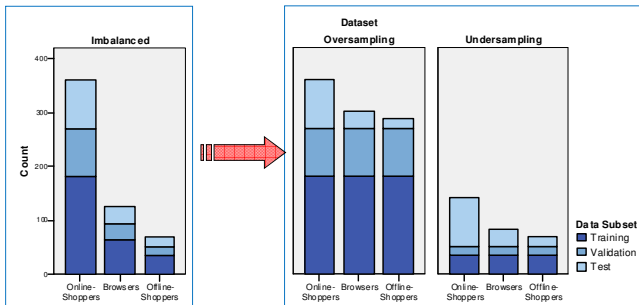 Dataset
Imbalanced
Oversampling
Undersampling
400
300
200
100
0
Count
Online-
Shoppers
Browsers
Offline-
Shoppers
Online-
Shoppers
Browsers
Offline-
Shoppers
Online-
Shoppers
Browsers
Offline-
Shoppers
Data Subset
Training
Validation
Test